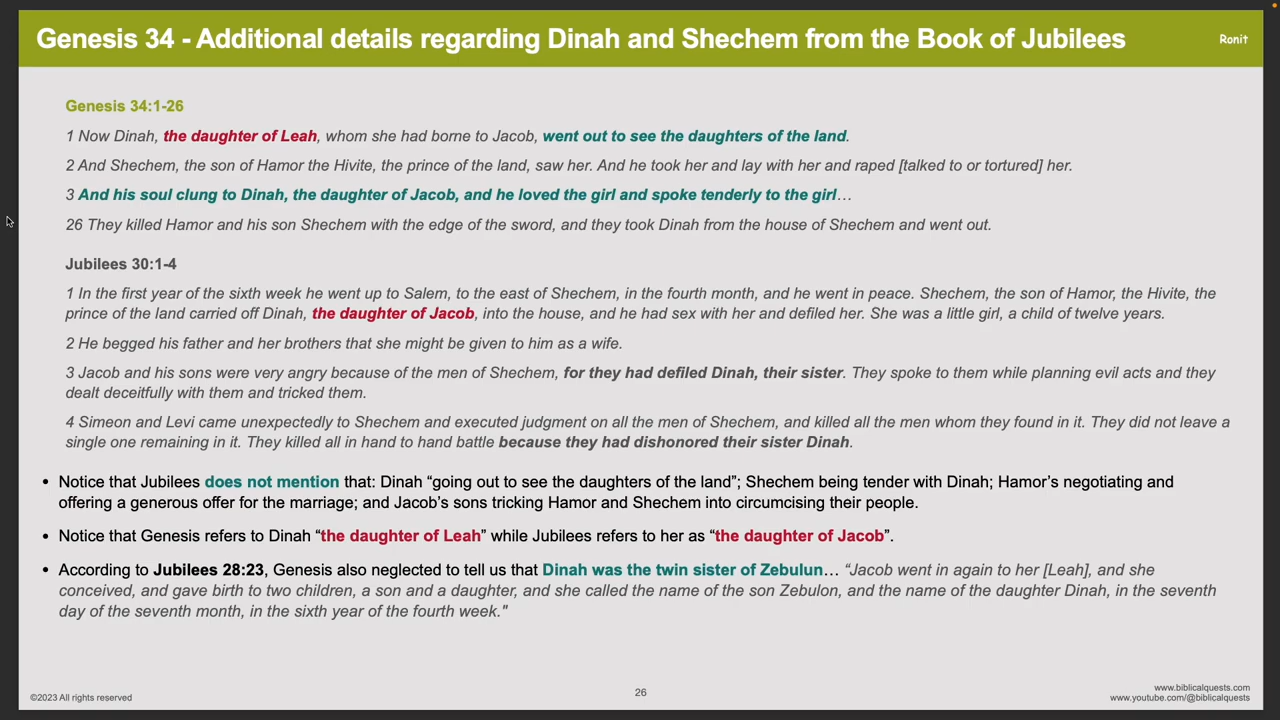 Genesis 34 - Additional details regarding Dinah and Shechem from the Book of Jubilees
Ronit
Genesis 34:1-26
1 Now Dinah, the daughter of Leah, whom she had borne to Jacob, went out to see the daughters of the land.
2 And Shechem, the son of Hamor the Hivite, the prince of the land, saw her. And he took her and lay with her and raped [talked to or tortured] her.
3 And his soul clung to Dinah, the daughter of Jacob, and he loved the girl and spoke tenderly to the girl…
26 They killed Hamor and his son Shechem with the edge of the sword, and they took Dinah from the house of Shechem and went out.
Jubilees 30:1-4
1 In the first year of the sixth week he went up to Salem, to the east of Shechem, in the fourth month, and he went in peace. Shechem, the son of Hamor, the Hivite, the
prince of the land carried off Dinah, the daughter of Jacob, into the house, and he had sex with her and defiled her. She was a little girl, a child of twelve years.
2 He begged his father and her brothers that she might be given to him as a wife.
3 Jacob and his sons were very angry because of the men of Shechem, for they had defiled Dinah, their sister. They spoke to them while planning evil acts and they
dealt deceitfully with them and tricked them.
4 Simeon and Levi came unexpectedly to Shechem and executed judgment on all the men of Shechem, and killed all the men whom they found in it. They did not leave a
single one remaining in it. They killed all in hand to hand battle because they had dishonored their sister Dinah.
• Notice that Jubilees does not mention that: Dinah “going out to see the daughters of the land”; Shechem being tender with Dinah; Hamor’s negotiating and
offering a generous offer for the marriage; and Jacob’s sons tricking Hamor and Shechem into circumcising their people.
• Notice that Genesis refers to Dinah “the daughter of Leah” while Jubilees refers to her as “the daughter of Jacob”.
• According to Jubilees 28:23, Genesis also neglected to tell us that Dinah was the twin sister of Zebulun… “Jacob went in again to her [Leah], and she
conceived, and gave birth to two children, a son and a daughter, and she called the name of the son Zebulon, and the name of the daughter Dinah, in the seventh
day of the seventh month, in the sixth year of the fourth week."
©2023 All rights reserved
26
www.biblicalquests.com
www.youtube.com/@biblicalquests